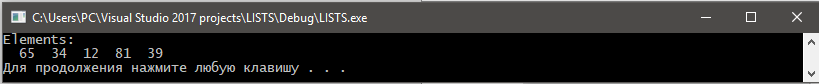 C:\Users\PC\Visual Studio 2017 projects\LISTS\Debug\LISTS.exe
Elements:
  65  34  12  81  39
Для продолжения нажмите любую клавишу . . .